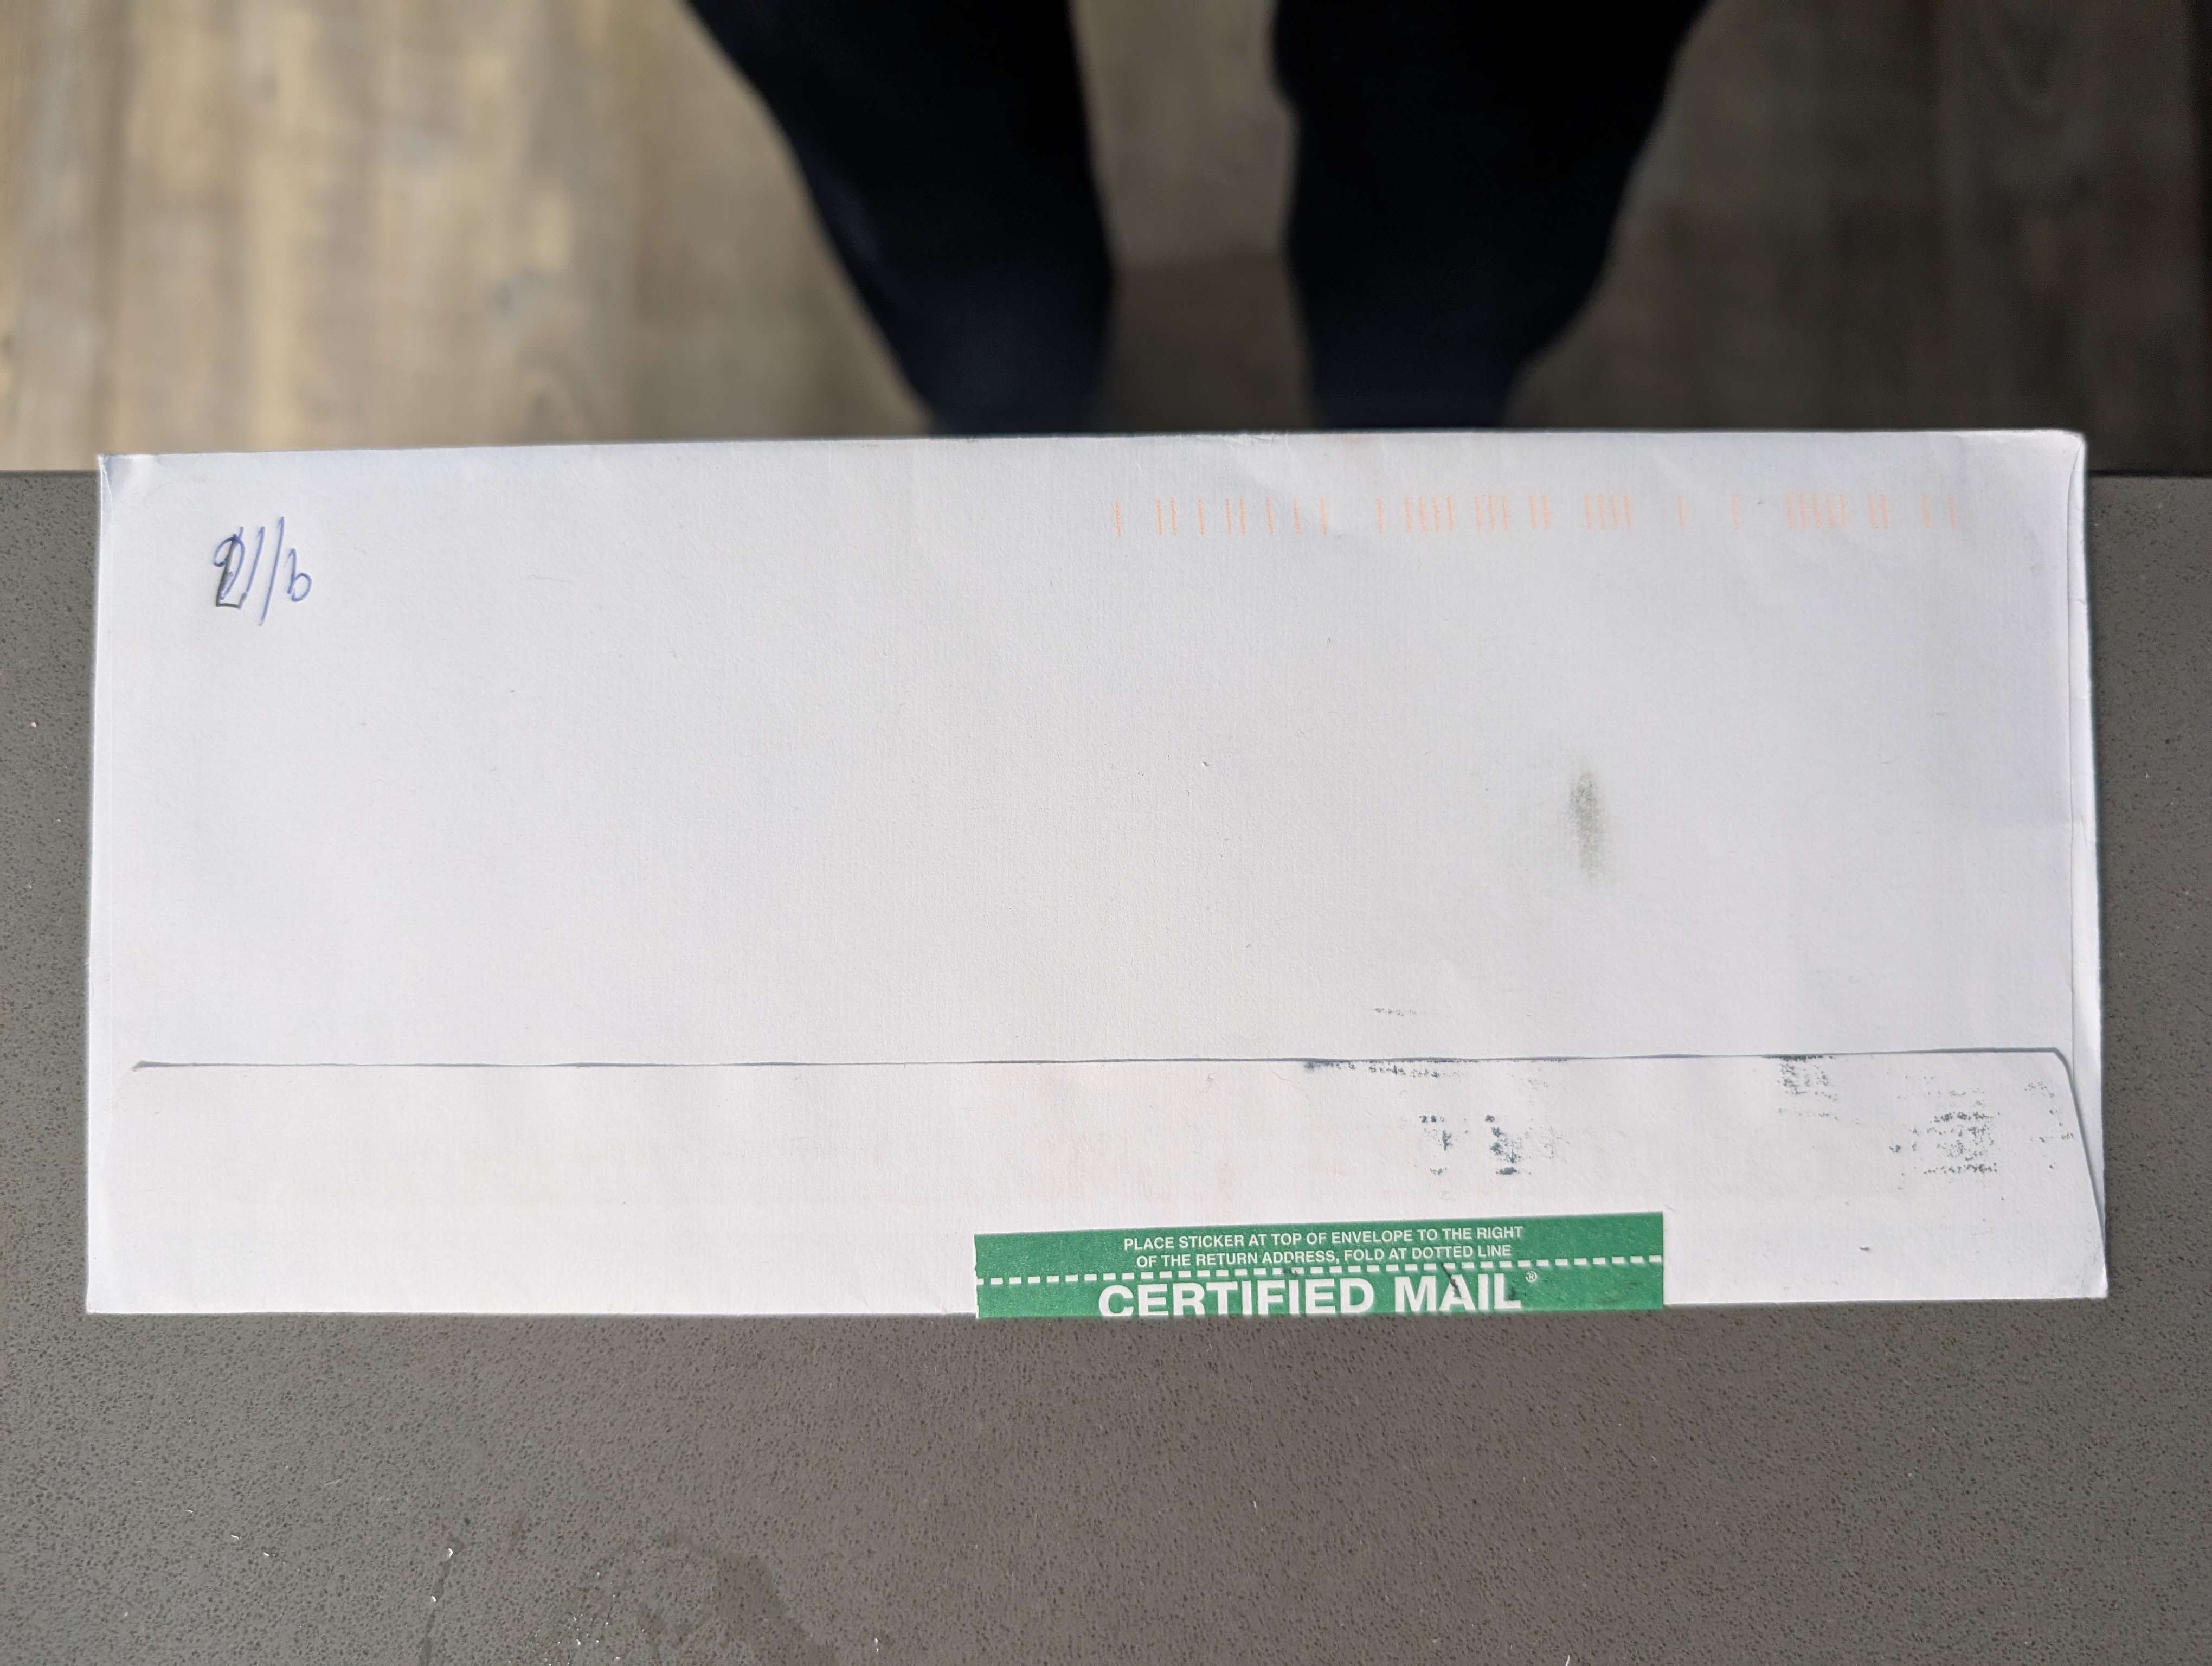 PLACE STICKER AT TOP OF ENVELOPE TO THE RIGHT
OF THE RETURN ADDRESS, FOLD AT DOTTED LINE
CERTIFIED MAIL®